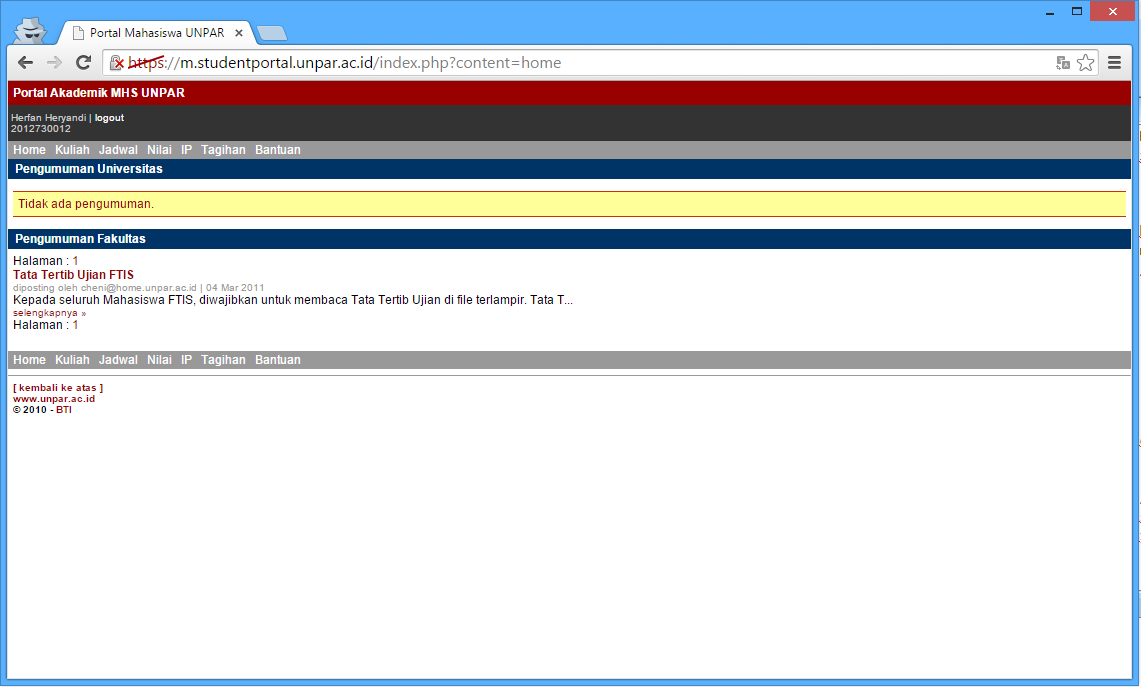 Portal Mahasiswa UNPAR
https://m.studentportal.unpar.ac.id/index.php?content=home
Portal Akademik MHS UNPAR
Herfan Heryandi | logout
2012730012
Home Kuliah Jadwal Nilai IP Tagihan Bantuan
Pengumuman Universitas
Tidak ada pengumuman.
Pengumuman Fakultas
Halaman : 1
Tata Tertib Ujian FTIS
diposting oleh cheni@home.unpar.ac.id | 04 Mar 2011
Kepada seluruh Mahasiswa FTIS, diwajibkan untuk membaca Tata Tertib Ujian di file terlampir. Tata T...
selengkapnya »
Halaman : 1
Home Kuliah Jadwal Nilai IP Tagihan Bantuan
[ kembali ke atas ]
www.unpar.ac.id
© 2010 - BTI